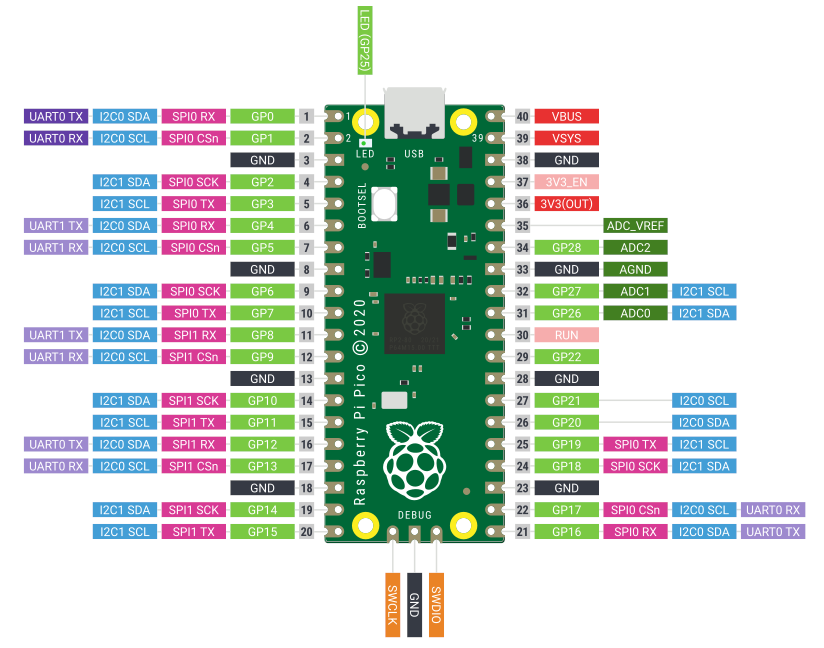 LED (GP25)
UART0 TX I2C0 SDA SPI0 RX GP0 1 1 40 VBUS
UART0 RX I2C0 SCL SPI0 CSn GP1 2 2 39 39 VSYS
GND 3 LED USB 38 GND
I2C1 SDA SPI0 SCK GP2 4 37 3V3_EN
I2C1 SCL SPI0 TX GP3 5 BOOTSEL 36 3V3(OUT)
UART1 TX I2C0 SDA SPI0 RX GP4 6 35 ADC_VREF
UART1 RX I2C0 SCL SPI0 CSn GP5 7 34 GP28 ADC2
GND 8 33 GND AGND
I2C1 SDA SPI0 SCK GP6 9 32 GP27 ADC1 I2C1 SCL
I2C1 SCL SPI0 TX GP7 10 31 GP26 ADC0 I2C1 SDA
UART1 TX I2C0 SDA SPI1 RX GP8 11 30 RUN
UART1 RX I2C0 SCL SPI1 CSn GP9 12 29 GP22
GND 13 28 GND
I2C1 SDA SPI1 SCK GP10 14 27 GP21 I2C0 SCL
I2C1 SCL SPI1 TX GP11 15 26 GP20 I2C0 SDA
UART0 TX I2C0 SDA SPI1 RX GP12 16 25 GP19 SPI0 TX I2C1 SCL
UART0 RX I2C0 SCL SPI1 CSn GP13 17 24 GP18 SPI0 SCK I2C1 SDA
GND 18 23 GND
I2C1 SDA SPI1 SCK GP14 19 22 GP17 SPI0 CSn I2C0 SCL UART0 RX
I2C1 SCL SPI1 TX GP15 20 21 GP16 SPI0 RX I2C0 SDA UART0 TX
Raspberry Pi Pico ©2020
DEBUG
SWCLK GND SWDIO